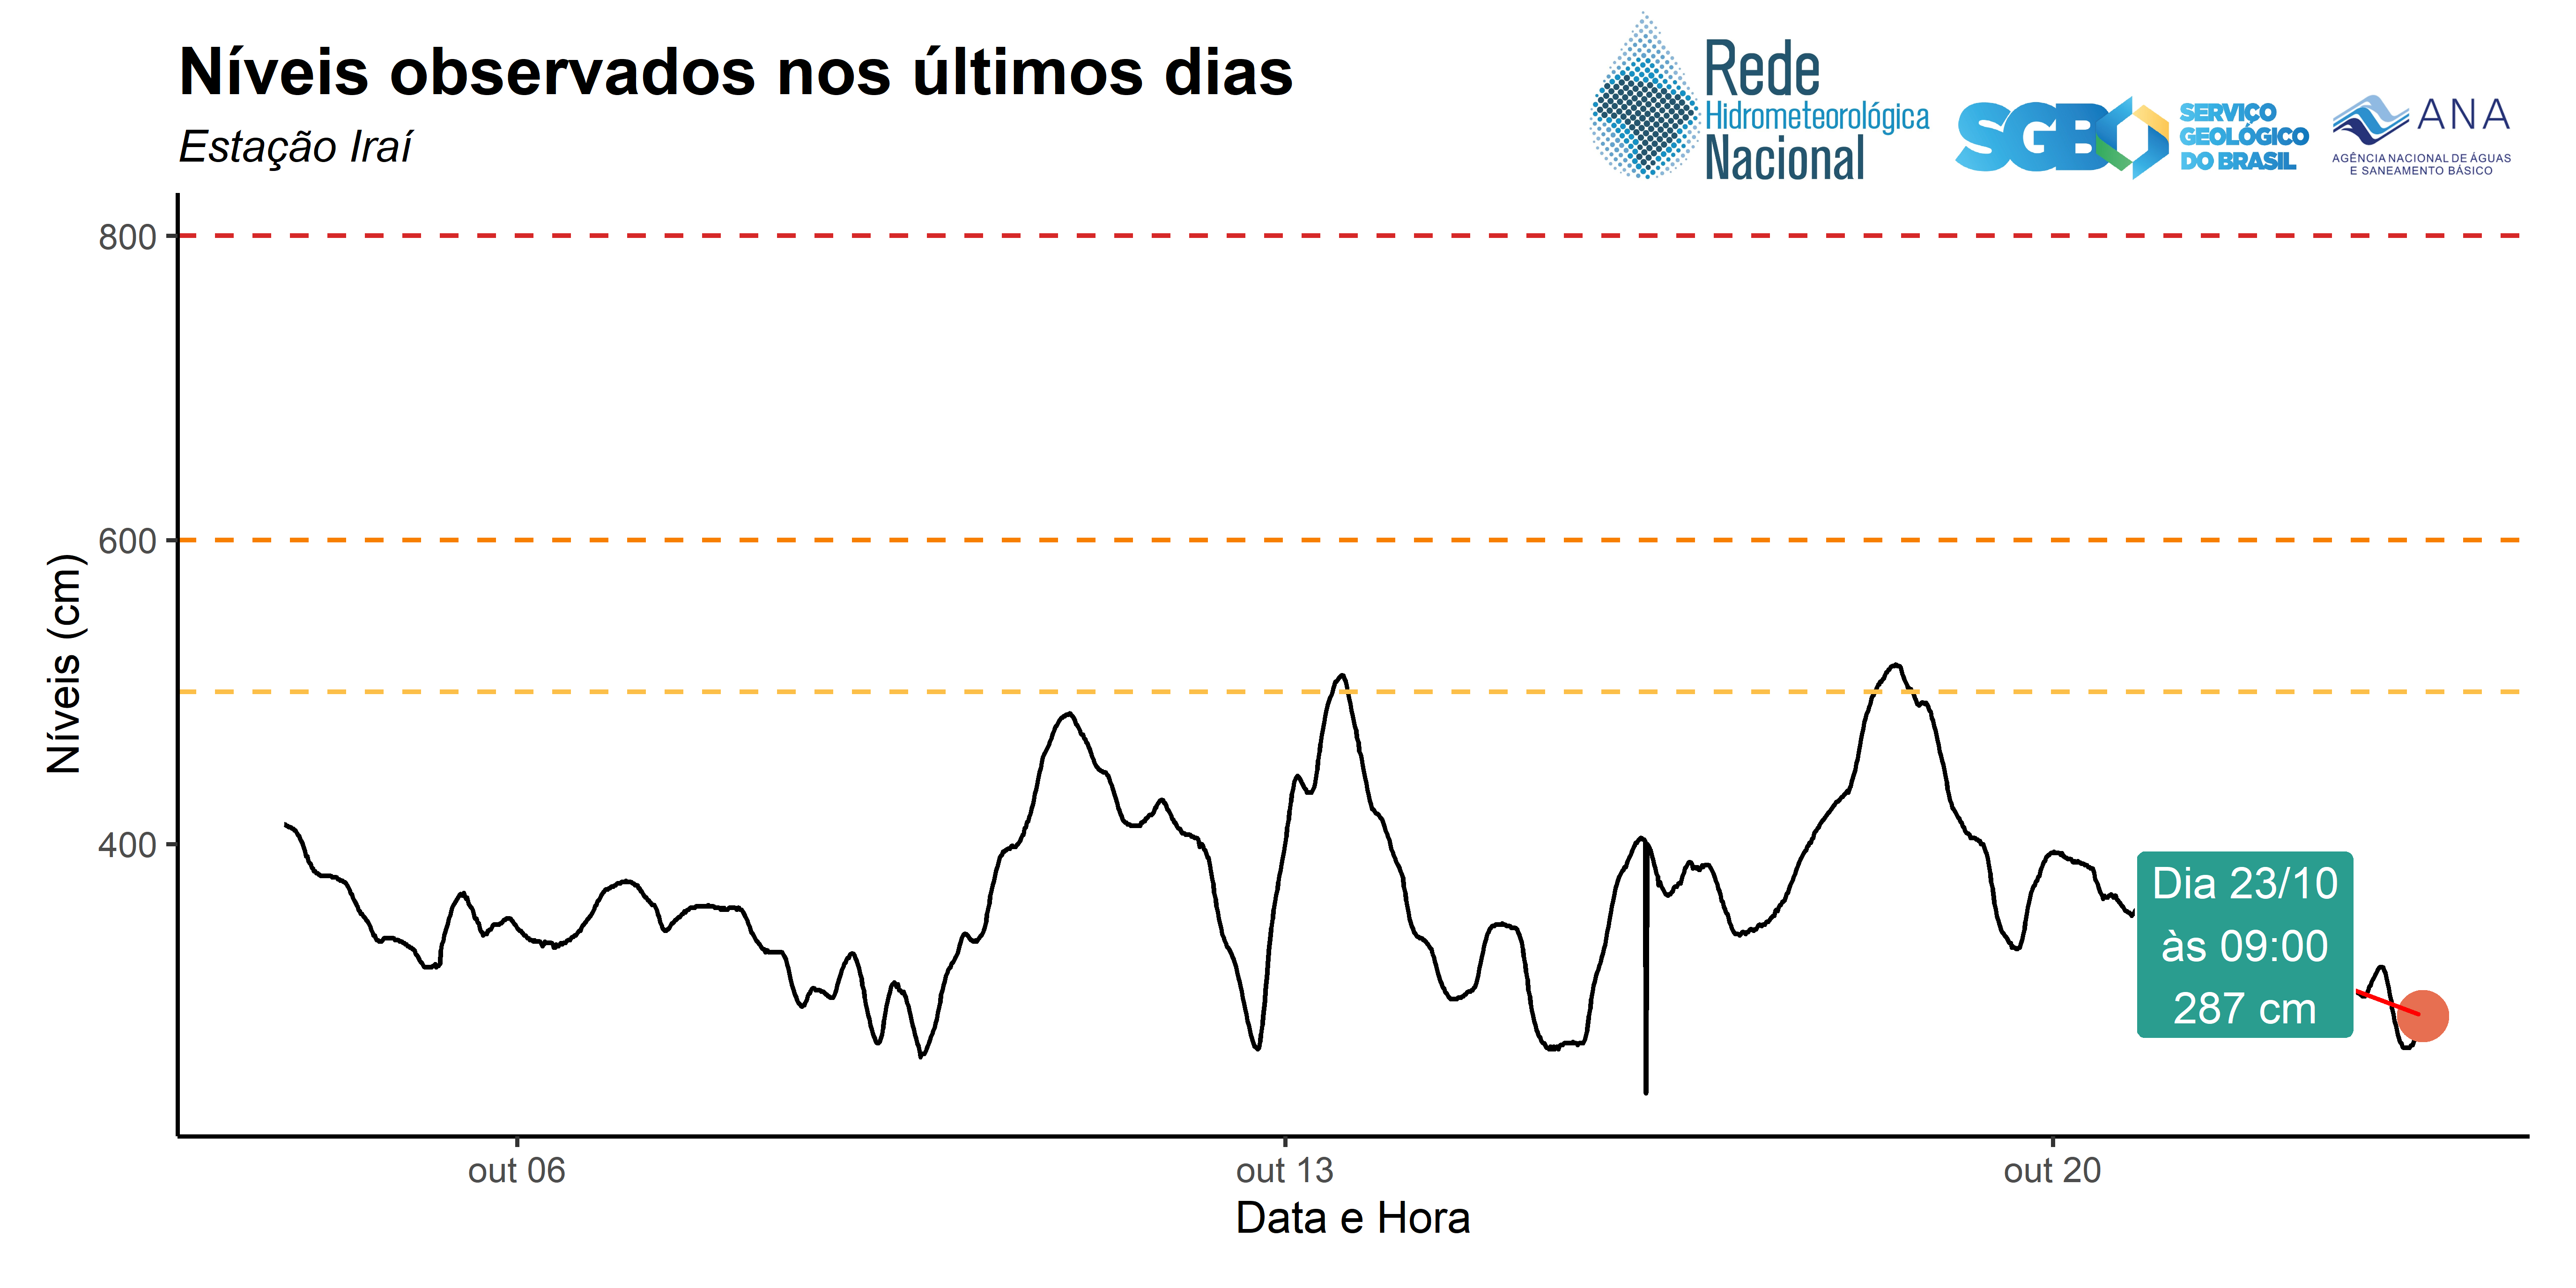 Níveis observados nos últimos dias
Estação Iraí
Rede
Hidrometeorológica
Nacional
SGB
SERVIÇO
GEOLÓGICO
DO BRASIL
ANA
AGÊNCIA NACIONAL DE ÁGUAS
E SANEAMENTO BÁSICO
800
600
400
Níveis (cm)
Dia 23/10
às 09:00
287 cm
out 06
out 13
out 20
Data e Hora